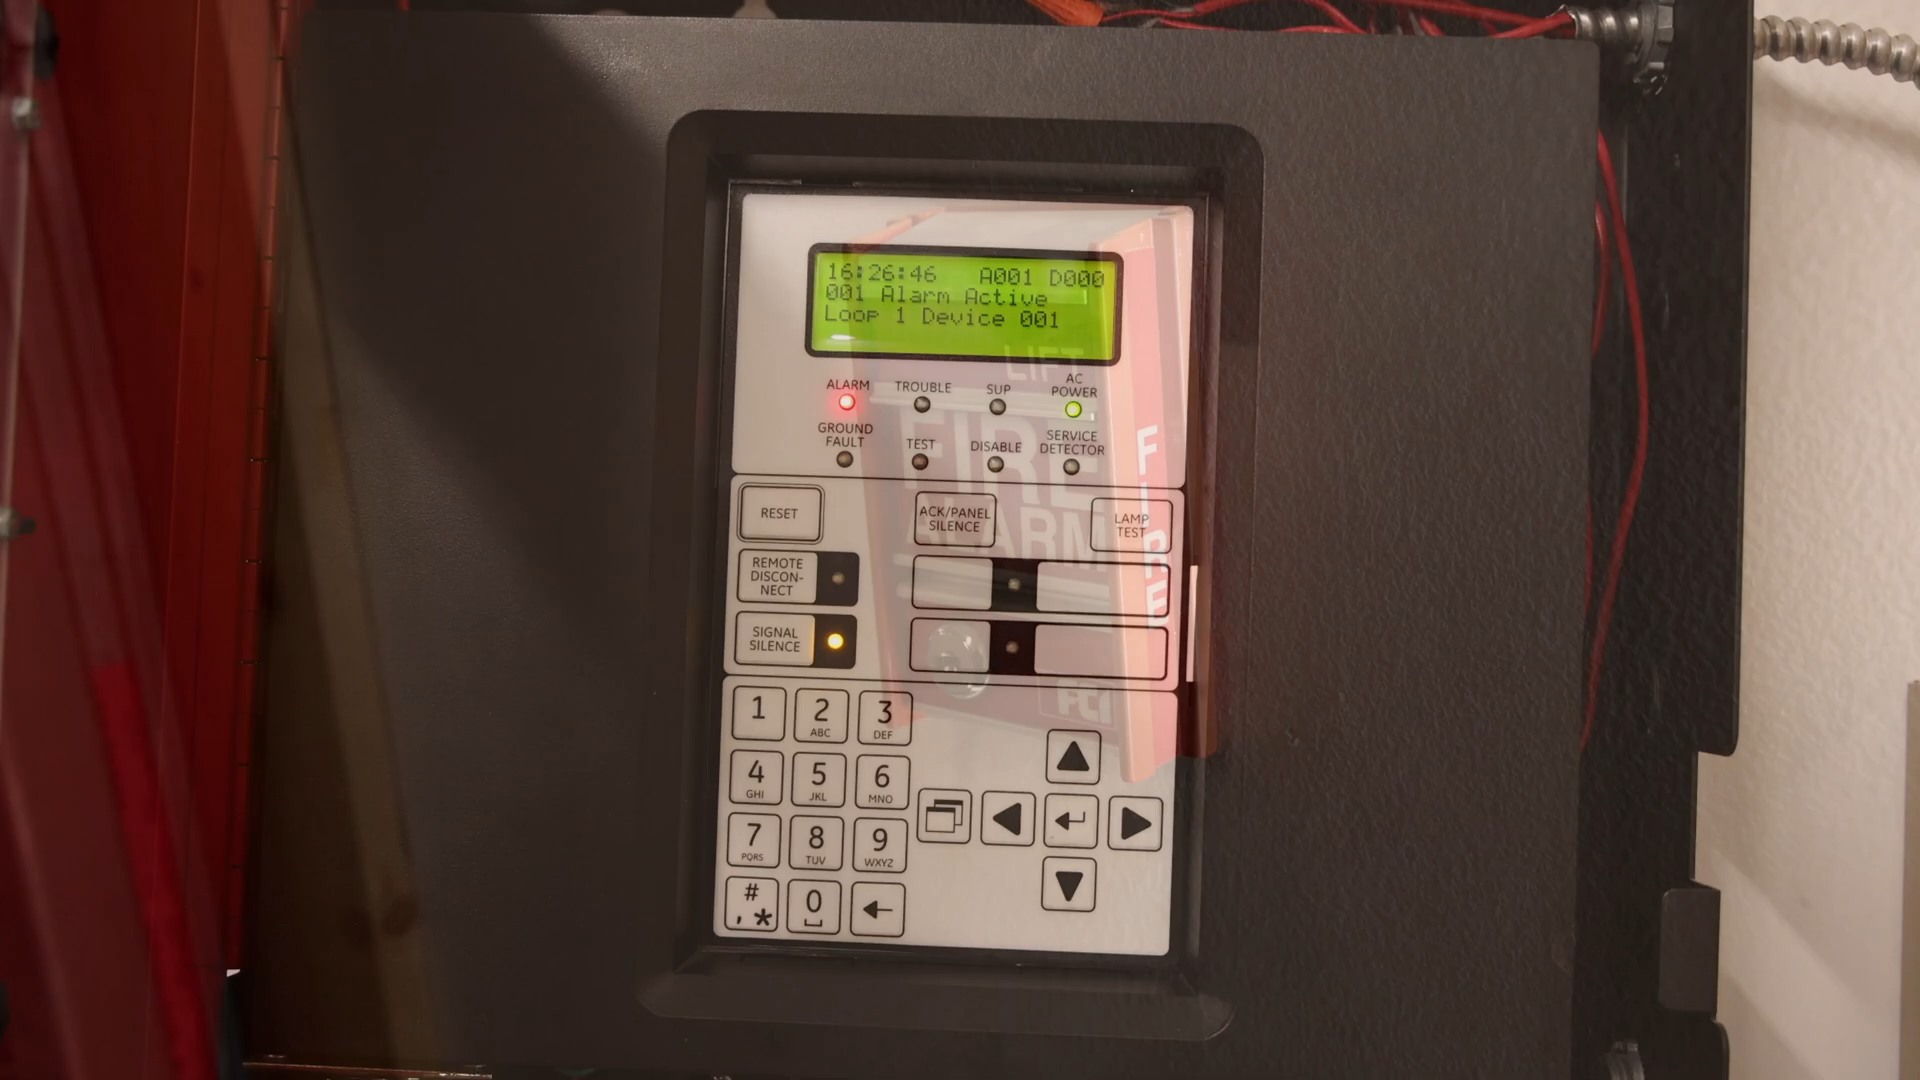 16:26:46 A001 D000
001 Alarm Active
Loop 1 Device 001
ALARM
TROUBLE
SUP
AC
POWER
GROUND
FAULT
TEST
DISABLE
SERVICE
DETECTOR
LIFT
FIRE
ALARM
FIRE
FCI
RESET
ACK/PANEL
SILENCE
LAMP
TEST
REMOTE
DISCON-
NECT
SIGNAL
SILENCE
1
2
ABC
3
DEF
4
GHI
5
JKL
6
MNO
7
PQRS
8
TUV
9
WXYZ
#
, *
0